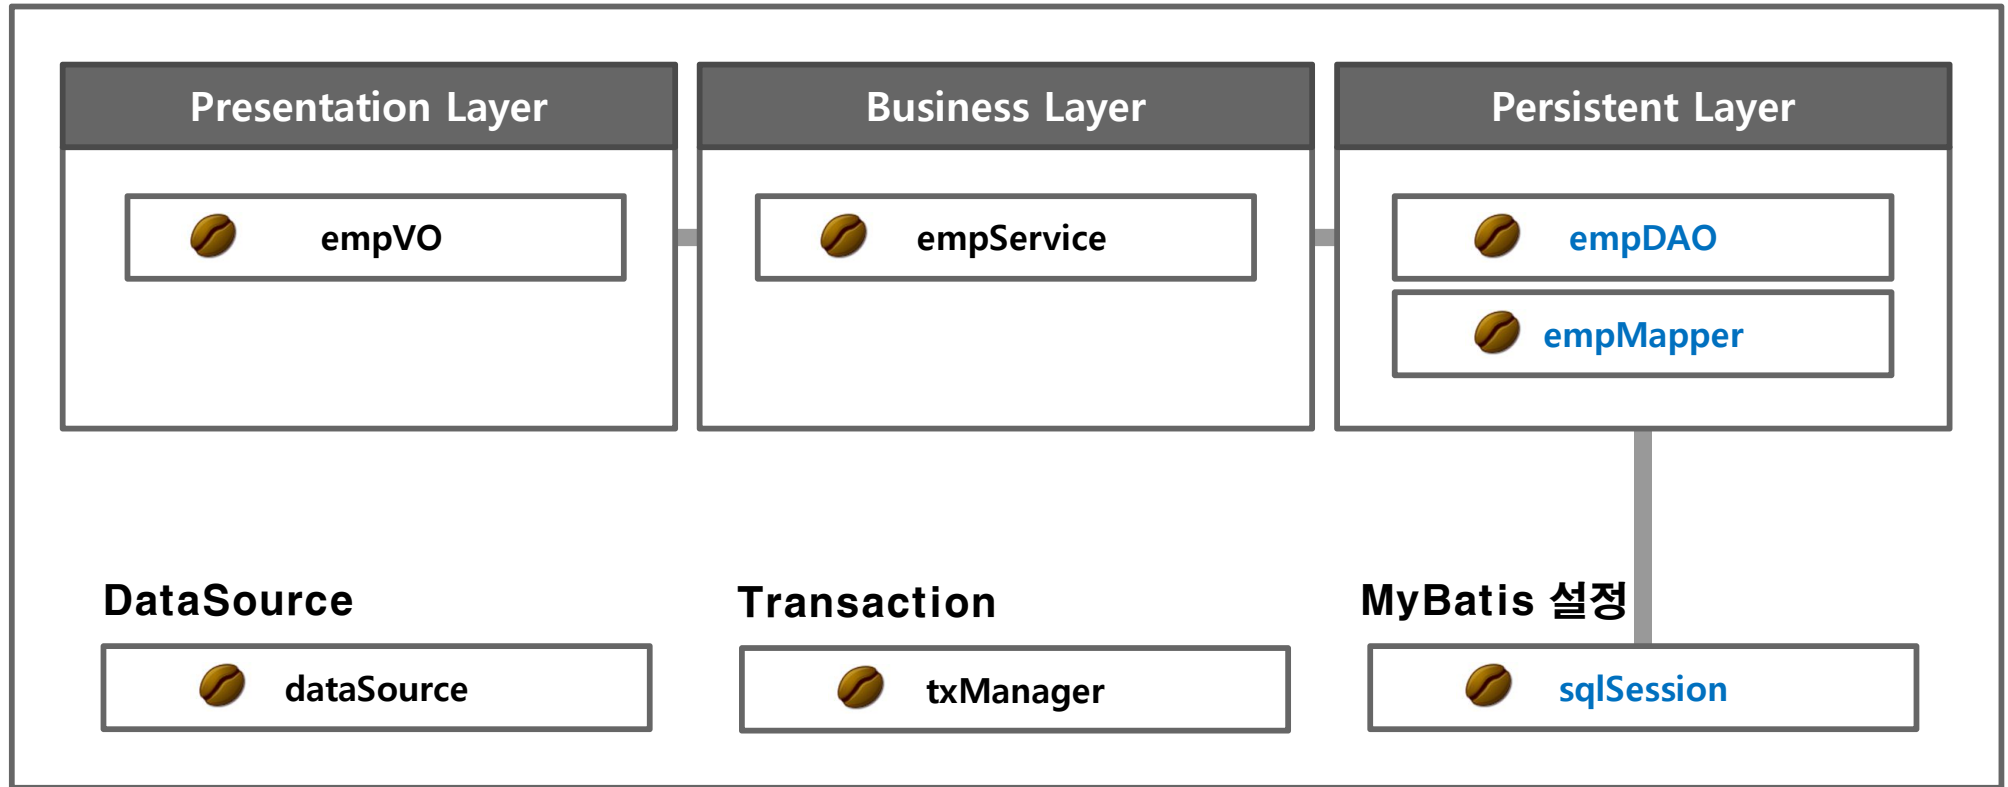 Presentation Layer
Business Layer
Persistent Layer
empVO
empService
empDAO
empMapper
DataSource
Transaction
MyBatis 설정
dataSource
txManager
sqlSession